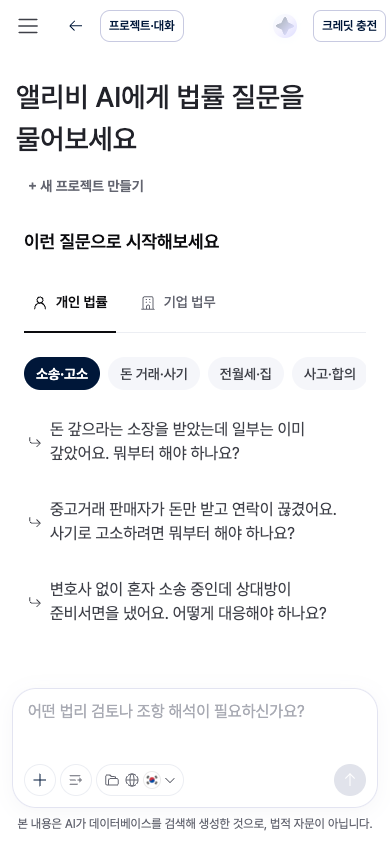 프로젝트·대화
크레딧 충전
앨리비 AI에게 법률 질문을
물어보세요
+ 새 프로젝트 만들기
이런 질문으로 시작해보세요
개인 법률
기업 법무
소송·고소
돈 거래·사기
전월세·집
사고·합의
돈 갚으라는 소장을 받았는데 일부는 이미
갚았어요. 뭐부터 해야 하나요?
중고거래 판매자가 돈만 받고 연락이 끊겼어요.
사기로 고소하려면 뭐부터 해야 하나요?
변호사 없이 혼자 소송 중인데 상대방이
준비서면을 냈어요. 어떻게 대응해야 하나요?
어떤 법리 검토나 조항 해석이 필요하신가요?
본 내용은 AI가 데이터베이스를 검색해 생성한 것으로, 법적 자문이 아닙니다.